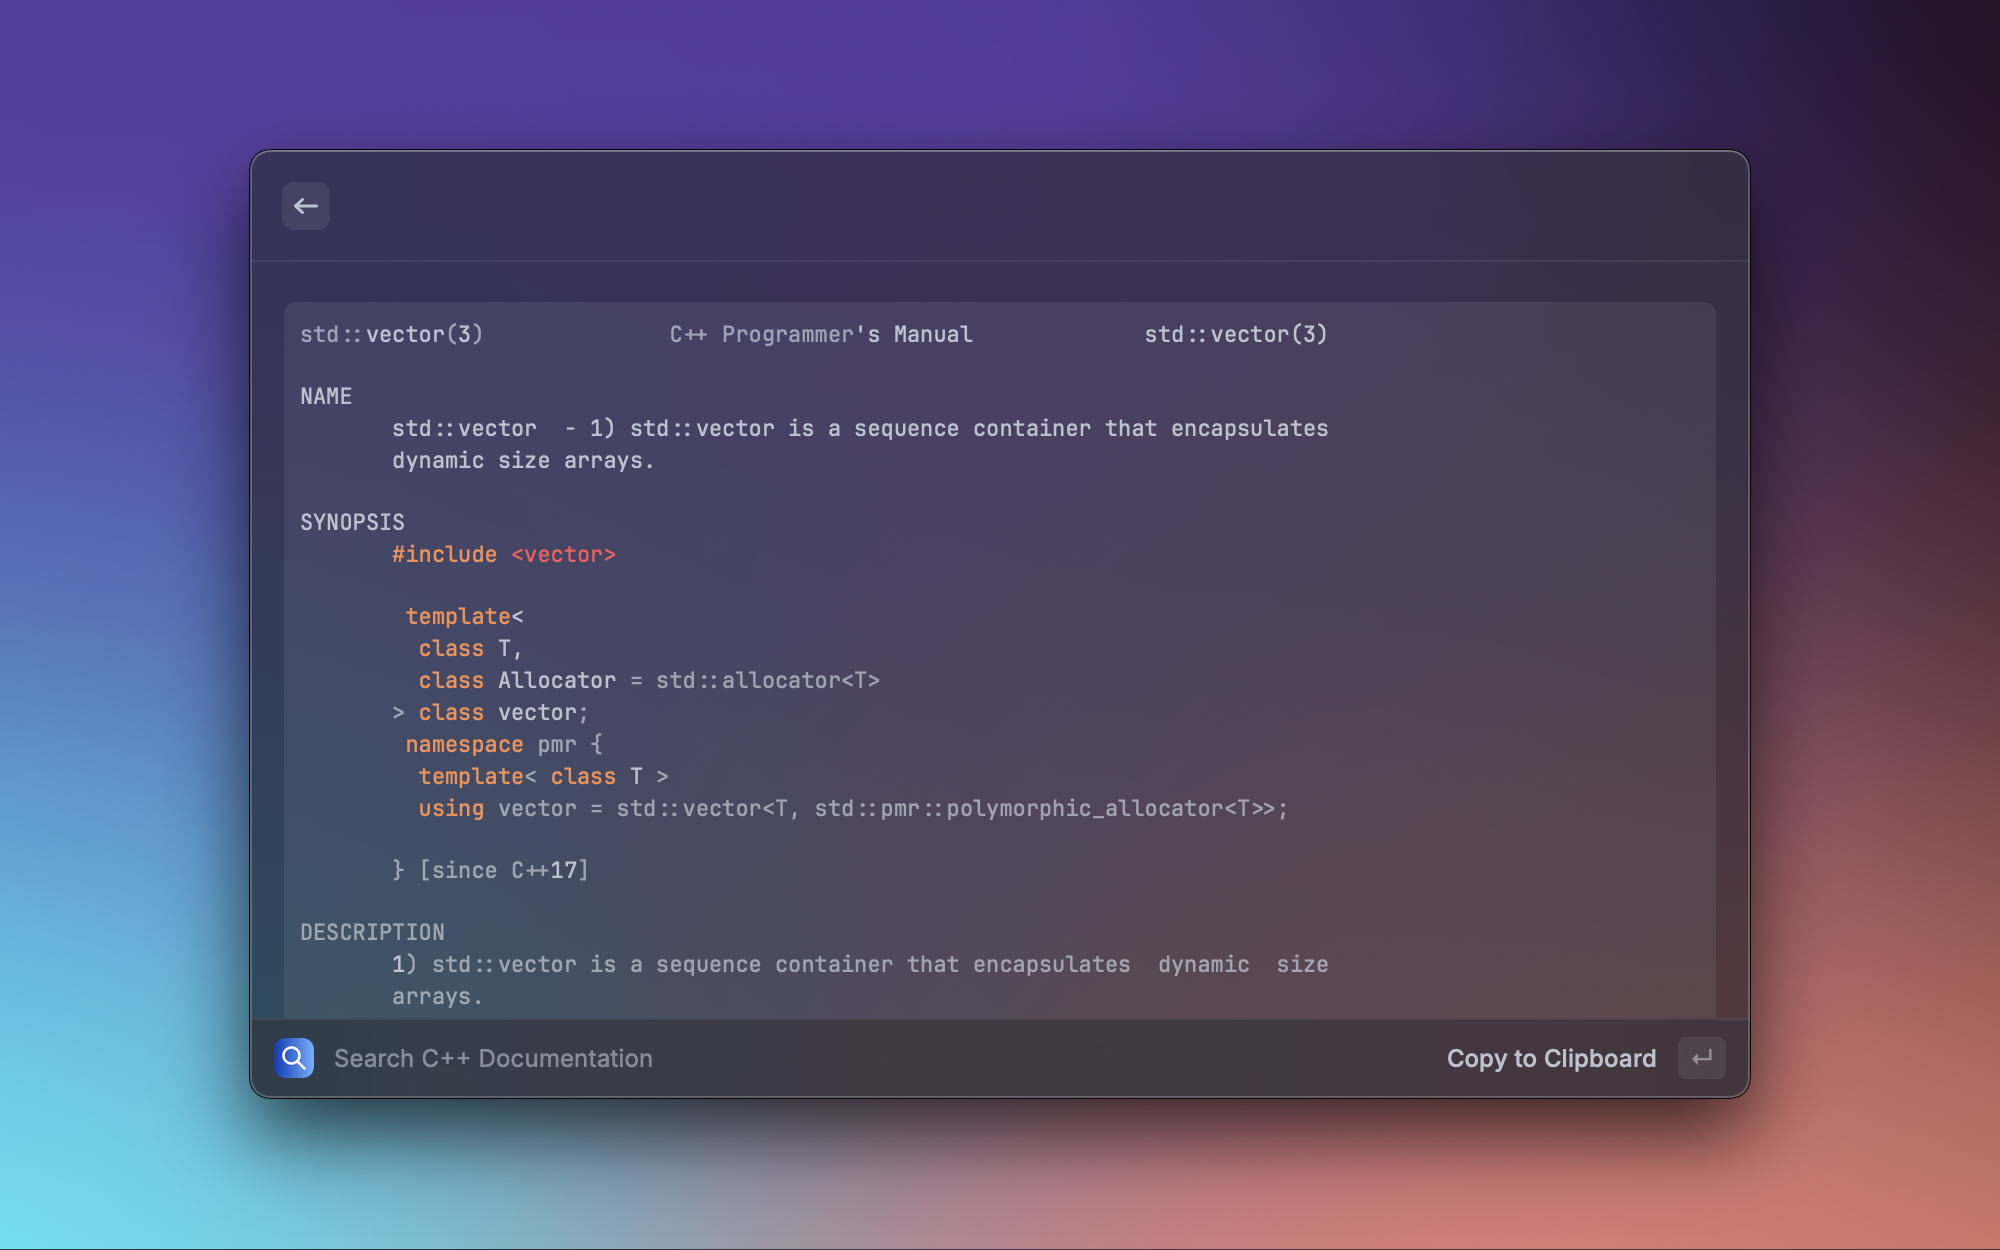 std::vector(3)                            C++ Programmer's Manual                           std::vector(3)
NAME
std::vector  - 1) std::vector is a sequence container that encapsulates
dynamic size arrays.
SYNOPSIS
#include <vector>
template<
class T,
class Allocator = std::allocator<T>
> class vector;
namespace pmr {
template< class T >
using vector = std::vector<T, std::pmr::polymorphic_allocator<T>>;
} [since C++17]
DESCRIPTION
1) std::vector is a sequence container that encapsulates  dynamic  size
arrays.
Search C++ Documentation
Copy to Clipboard